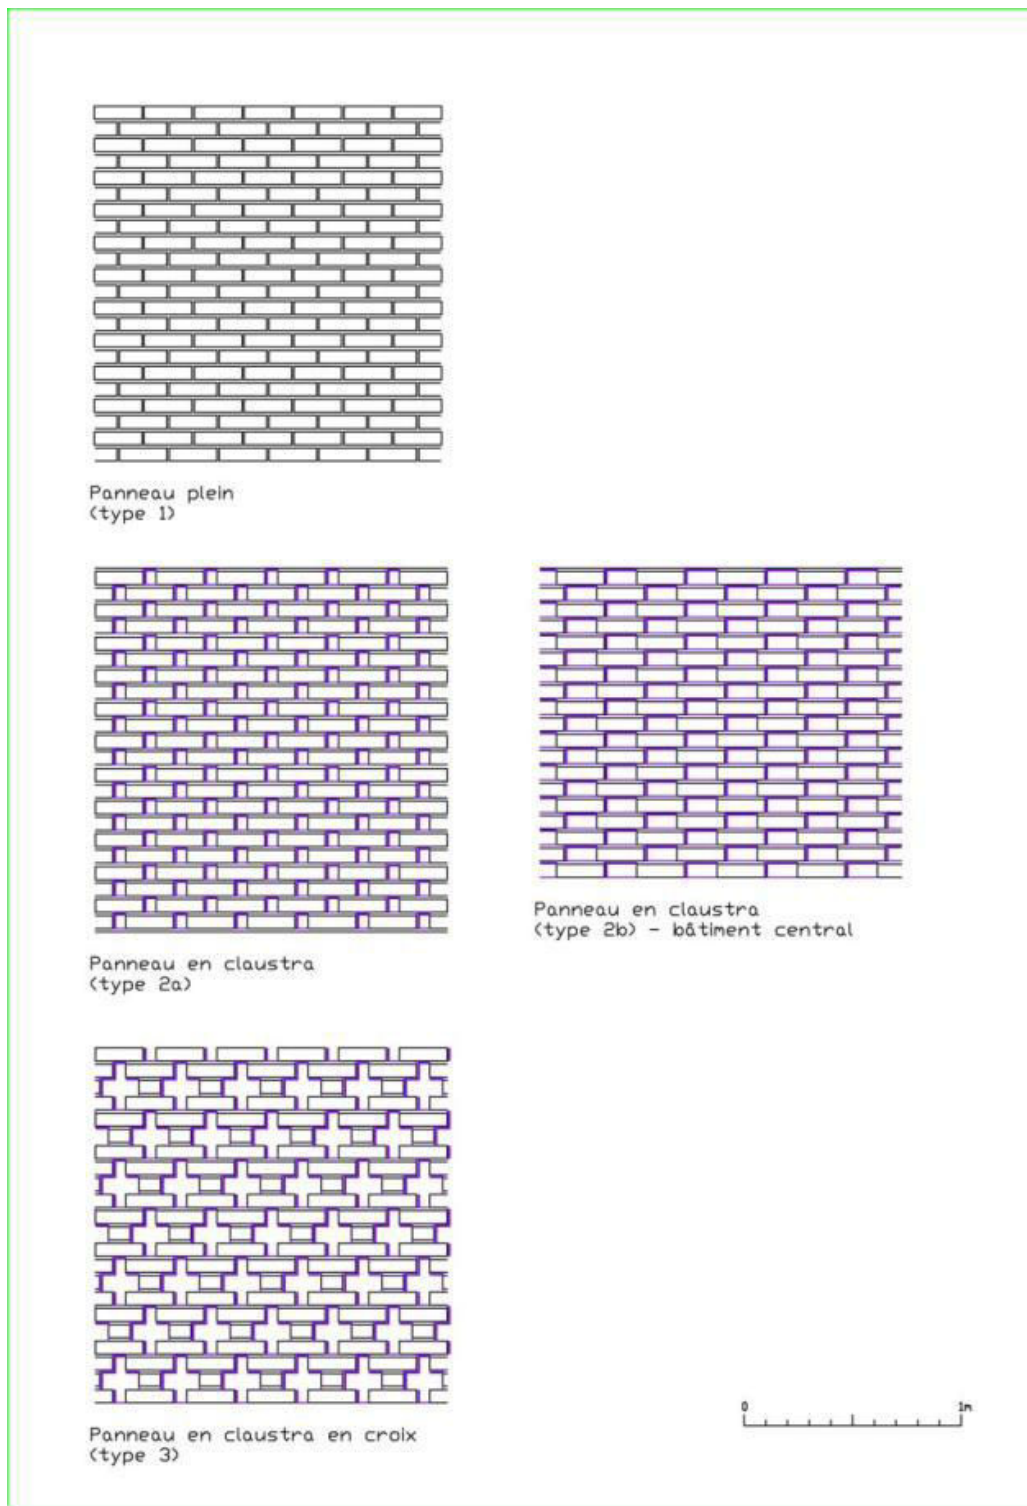 Panneau plein
(type 1)
Panneau en claustra
(type 2a)
Panneau en claustra
(type 2b) - bâtiment central
Panneau en claustra en croix
(type 3)
0 1m